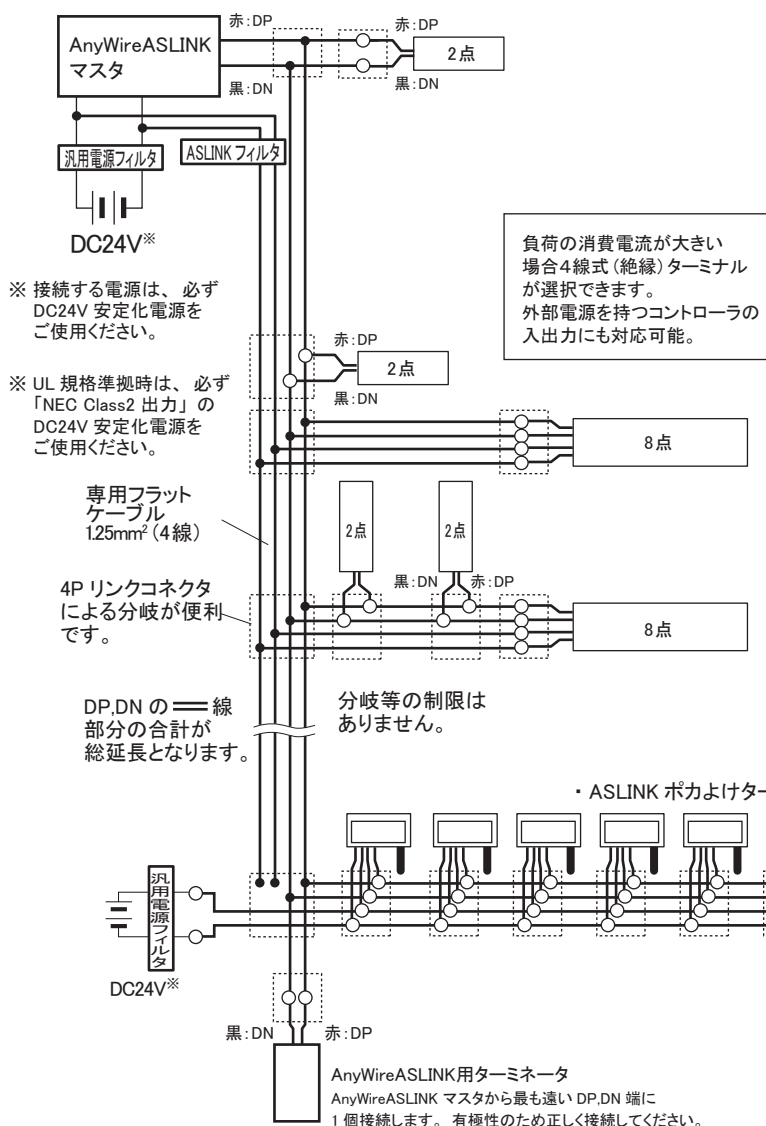 赤：DP
赤：DP
AnyWireASLINK
マスタ
2点
黒：DN
黒：DN
汎用電源フィルタ
ASLINK フィルタ
DC24V※
負荷の消費電流が大きい
場合4線式（絶縁）ターミナル
が選択できます。
外部電源を持つコントローラの
入出力にも対応可能。
※ 接続する電源は、必ず
DC24V 安定化電源を
ご使用ください。
赤：DP
2点
黒：DN
※ UL 規格準拠時は、必ず
「NEC Class2 出力」の
DC24V 安定化電源を
ご使用ください。
8点
専用フラット
ケーブル
1.25mm²（4線）
2点
2点
黒：DN
赤：DP
4P リンクコネクタ
による分岐が便利
です。
8点
DP,DN の 線
部分の合計が
総延長となります。
分岐等の制限は
ありません。
・ASLINK ポカよけター
汎用電源フィルタ
DC24V※
黒：DN
赤：DP
AnyWireASLINK用ターミネータ
AnyWireASLINK マスタから最も遠い DP,DN 端に
1 個接続します。有極性のため正しく接続してください。